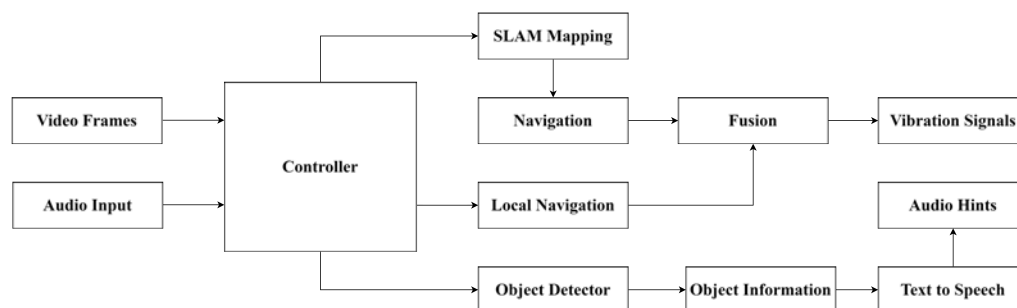 SLAM Mapping
Video Frames
Navigation
Fusion
Vibration Signals
Controller
Audio Input
Local Navigation
Audio Hints
Object Detector
Object Information
Text to Speech